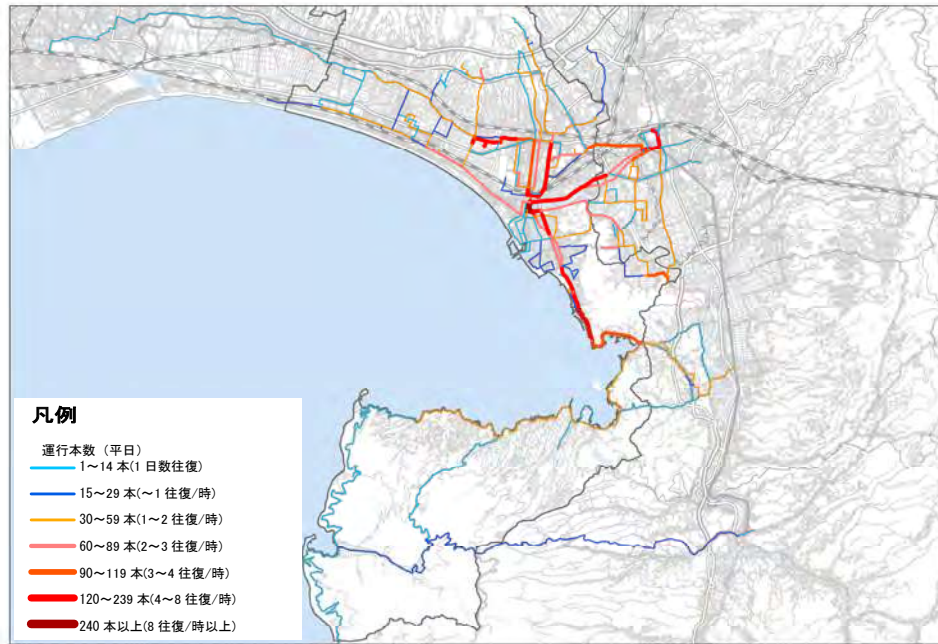 凡例
運行本数（平日）
1～14 本(1 日数往復)
15～29 本(～1 往復/時)
30～59 本(1～2 往復/時)
60～89 本(2～3 往復/時)
90～119 本(3～4 往復/時)
120～239 本(4～8 往復/時)
240 本以上(8 往復/時以上)